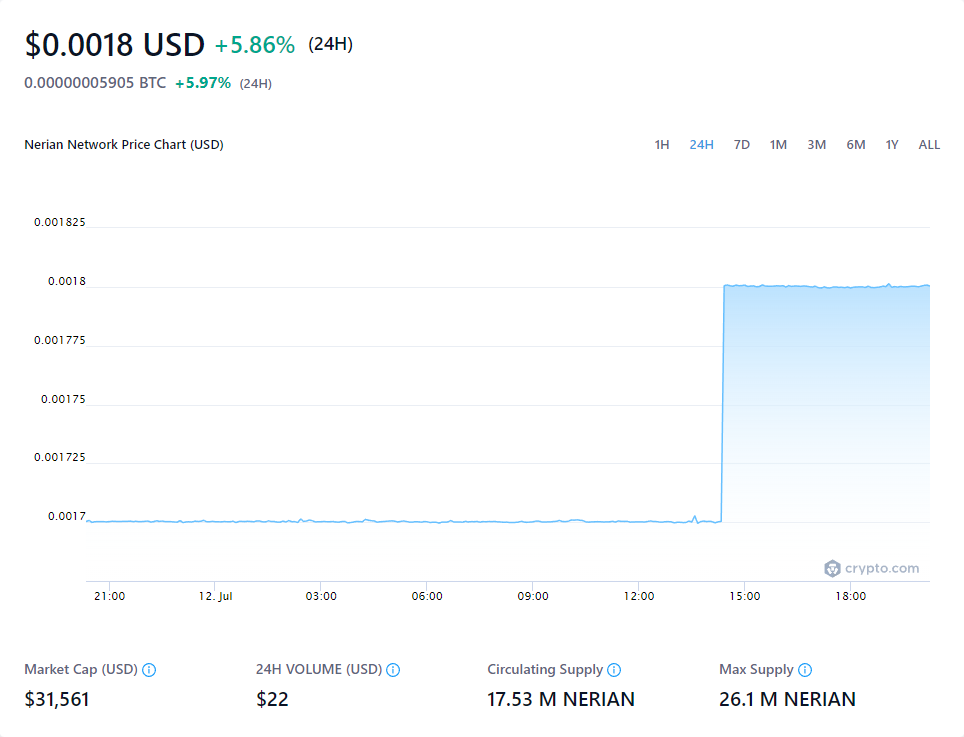 $0.0018 USD +5.86% (24H)
0.00000005905 BTC +5.97% (24H)
Nerian Network Price Chart (USD) 1H 24H 7D 1M 3M 6M 1Y ALL
0.001825
0.0018
0.001775
0.00175
0.001725
0.0017
crypto.com
21:00 12. Jul 03:00 06:00 09:00 12:00 15:00 18:00
Market Cap (USD) 24H VOLUME (USD) Circulating Supply Max Supply
$31,561 $22 17.53 M NERIAN 26.1 M NERIAN